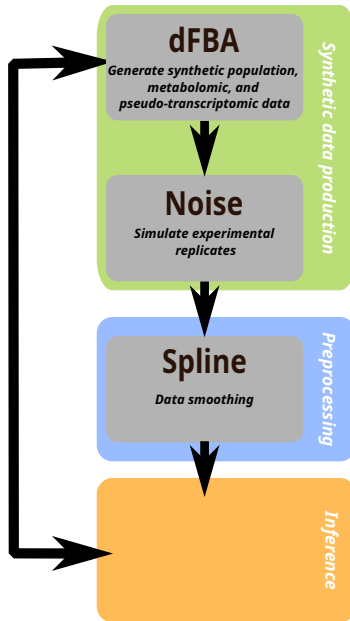 dFBA
Generate synthetic population,
metabolomic, and
pseudo-transcriptomic data
Synthetic data production
Noise
Simulate experimental
replicates
Spline
Data smoothing
Preprocessing
Inference